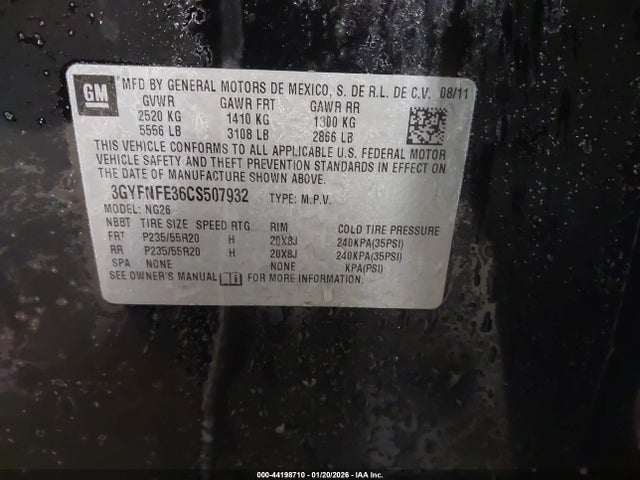 GM
MFD BY GENERAL MOTORS DE MEXICO, S. DE R.L. DE C.V. 08/11
GVWR GAWR FRT GAWR RR
2520 KG 1410 KG 1300 KG
5556 LB 3108 LB 2866 LB
THIS VEHICLE CONFORMS TO ALL APPLICABLE U.S. FEDERAL MOTOR
VEHICLE SAFETY AND THEFT PREVENTION STANDARDS IN EFFECT ON
THE DATE OF MANUFACTURE SHOWN ABOVE.
3GYFNFE36CS507932 TYPE: M.P.V.
MODEL: NG26
NBBT TIRE SIZE SPEED RTG RIM COLD TIRE PRESSURE
FRT P235/55R20 H 20X8J 240KPA(35PSI)
RR P235/55R20 H 20X8J 240KPA(35PSI)
SPA NONE NONE KPA(PSI)
SEE OWNER'S MANUAL FOR MORE INFORMATION.
000-44198710 - 01/20/2026 - IAA Inc.